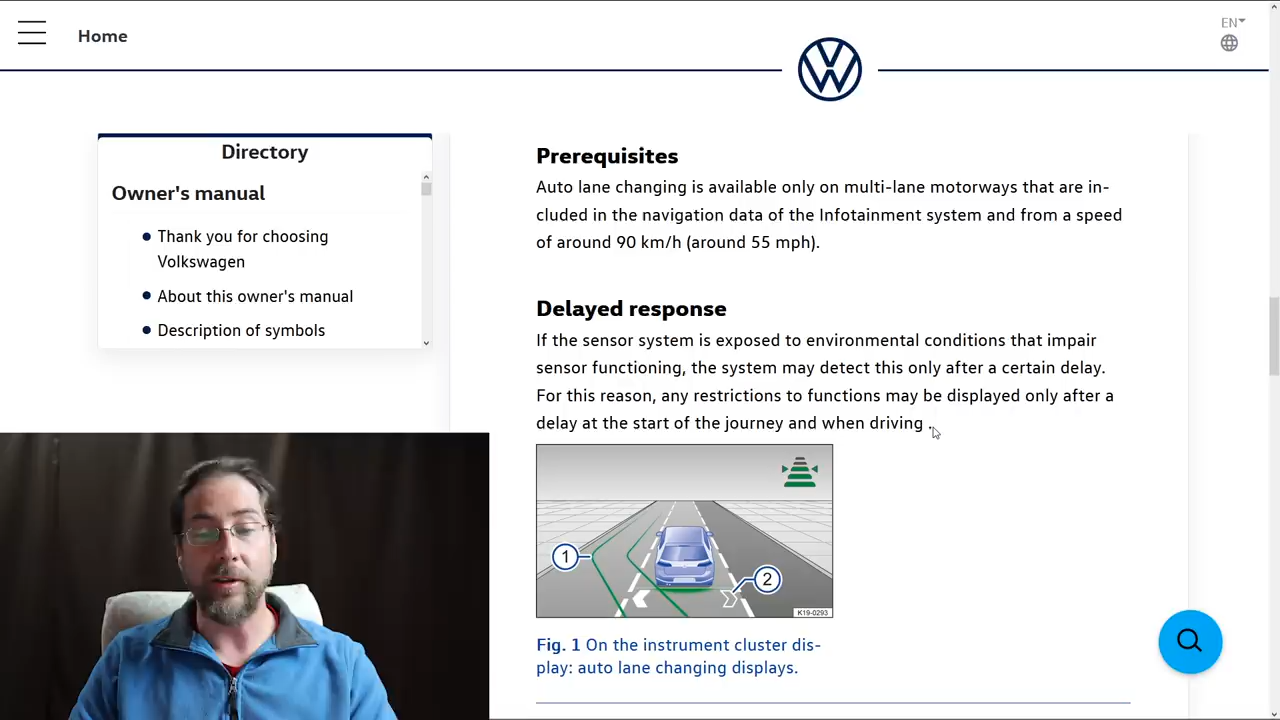 Home
EN
Directory
Owner's manual
Thank you for choosing
Volkswagen
About this owner's manual
Description of symbols
Prerequisites
Auto lane changing is available only on multi-lane motorways that are in-
cluded in the navigation data of the Infotainment system and from a speed
of around 90 km/h (around 55 mph).
Delayed response
If the sensor system is exposed to environmental conditions that impair
sensor functioning, the system may detect this only after a certain delay.
For this reason, any restrictions to functions may be displayed only after a
delay at the start of the journey and when driving .
1
2
K19-0293
Fig. 1 On the instrument cluster dis-
play: auto lane changing displays.